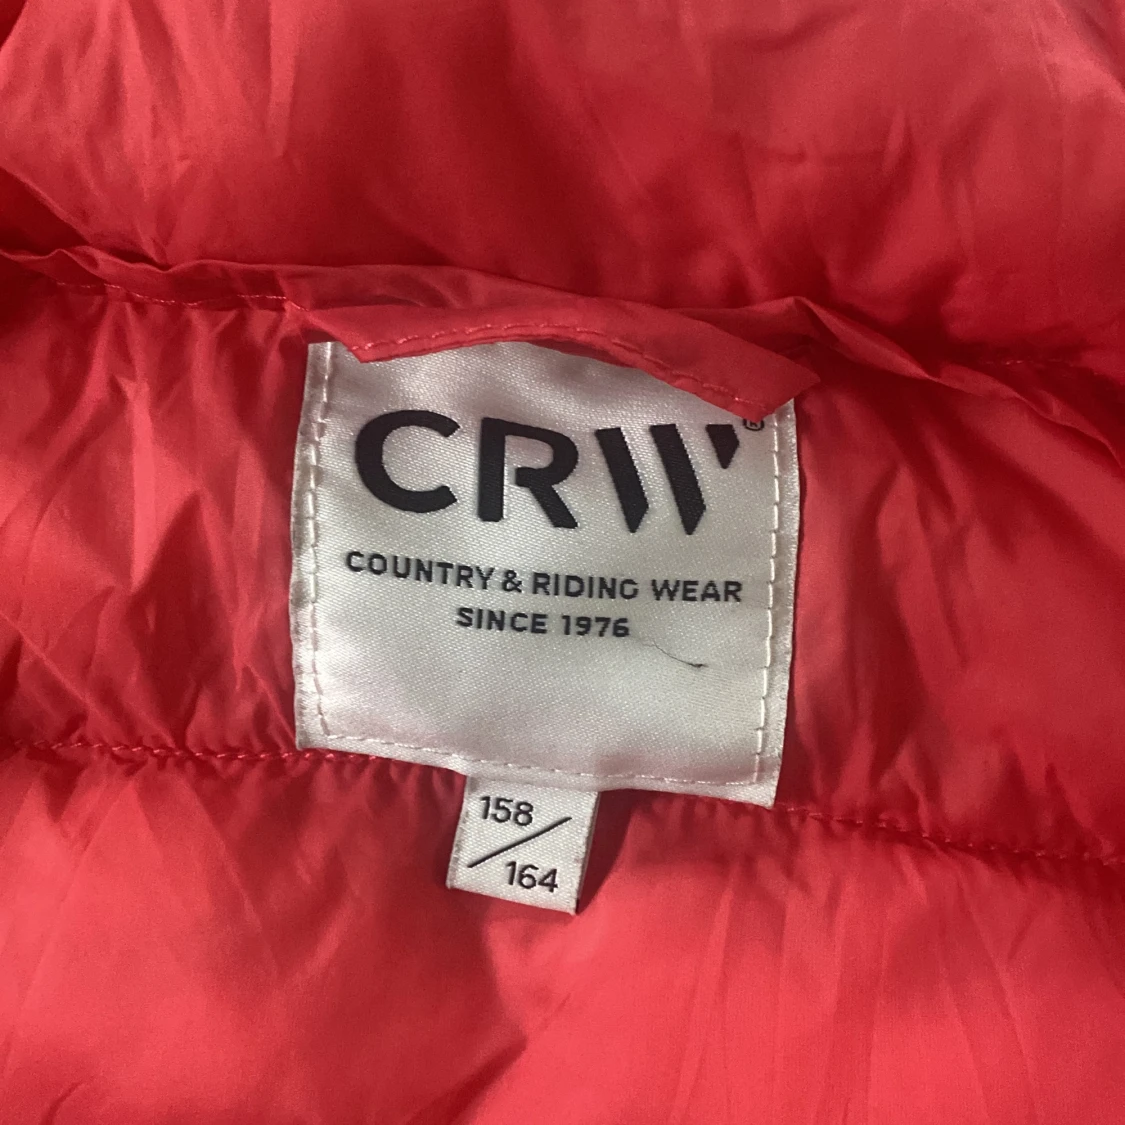 CRW®
COUNTRY & RIDING WEAR
SINCE 1976
158/
164